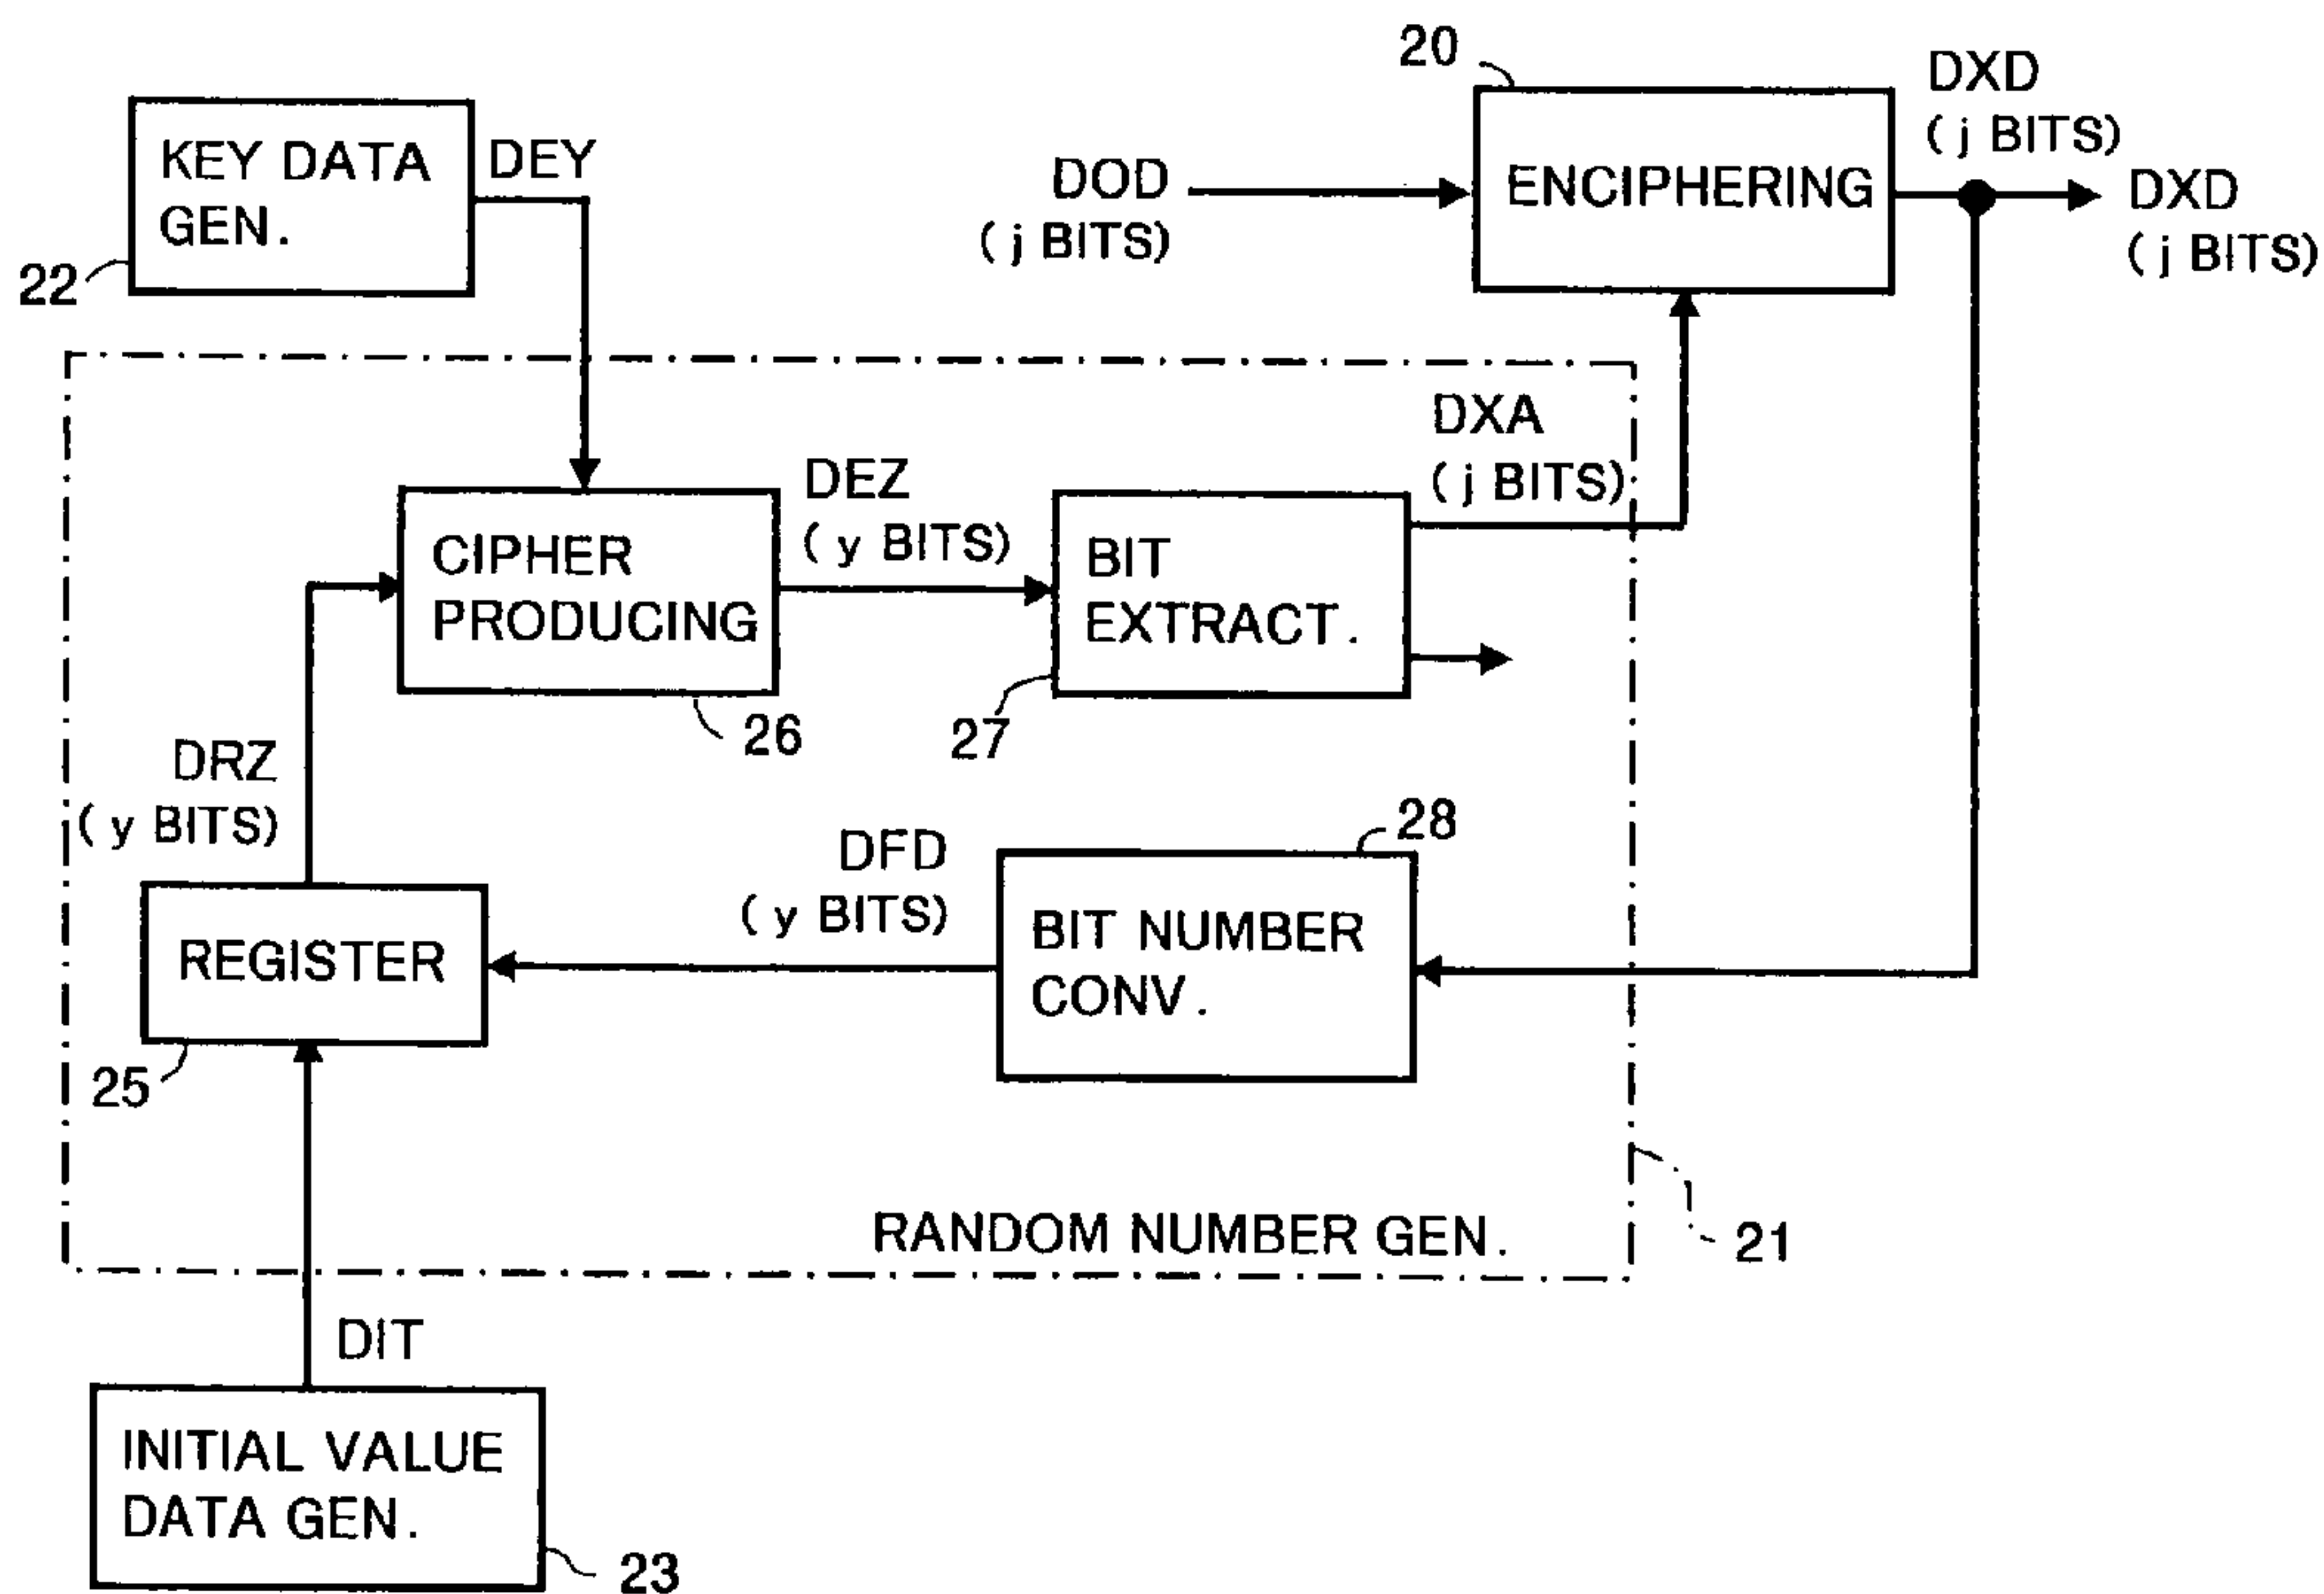 20
DXD
( j BITS)
KEY DATA
GEN.
DEY
22
DOD
( j BITS)
ENCIPHERING
DXD
( j BITS)
DXA
( j BITS)
DEZ
( y BITS)
CIPHER
PRODUCING
BIT
EXTRACT.
26
27
DRZ
( y BITS)
28
DFD
( y BITS)
REGISTER
BIT NUMBER
CONV.
25
RANDOM NUMBER GEN.
21
DIT
INITIAL VALUE
DATA GEN.
23